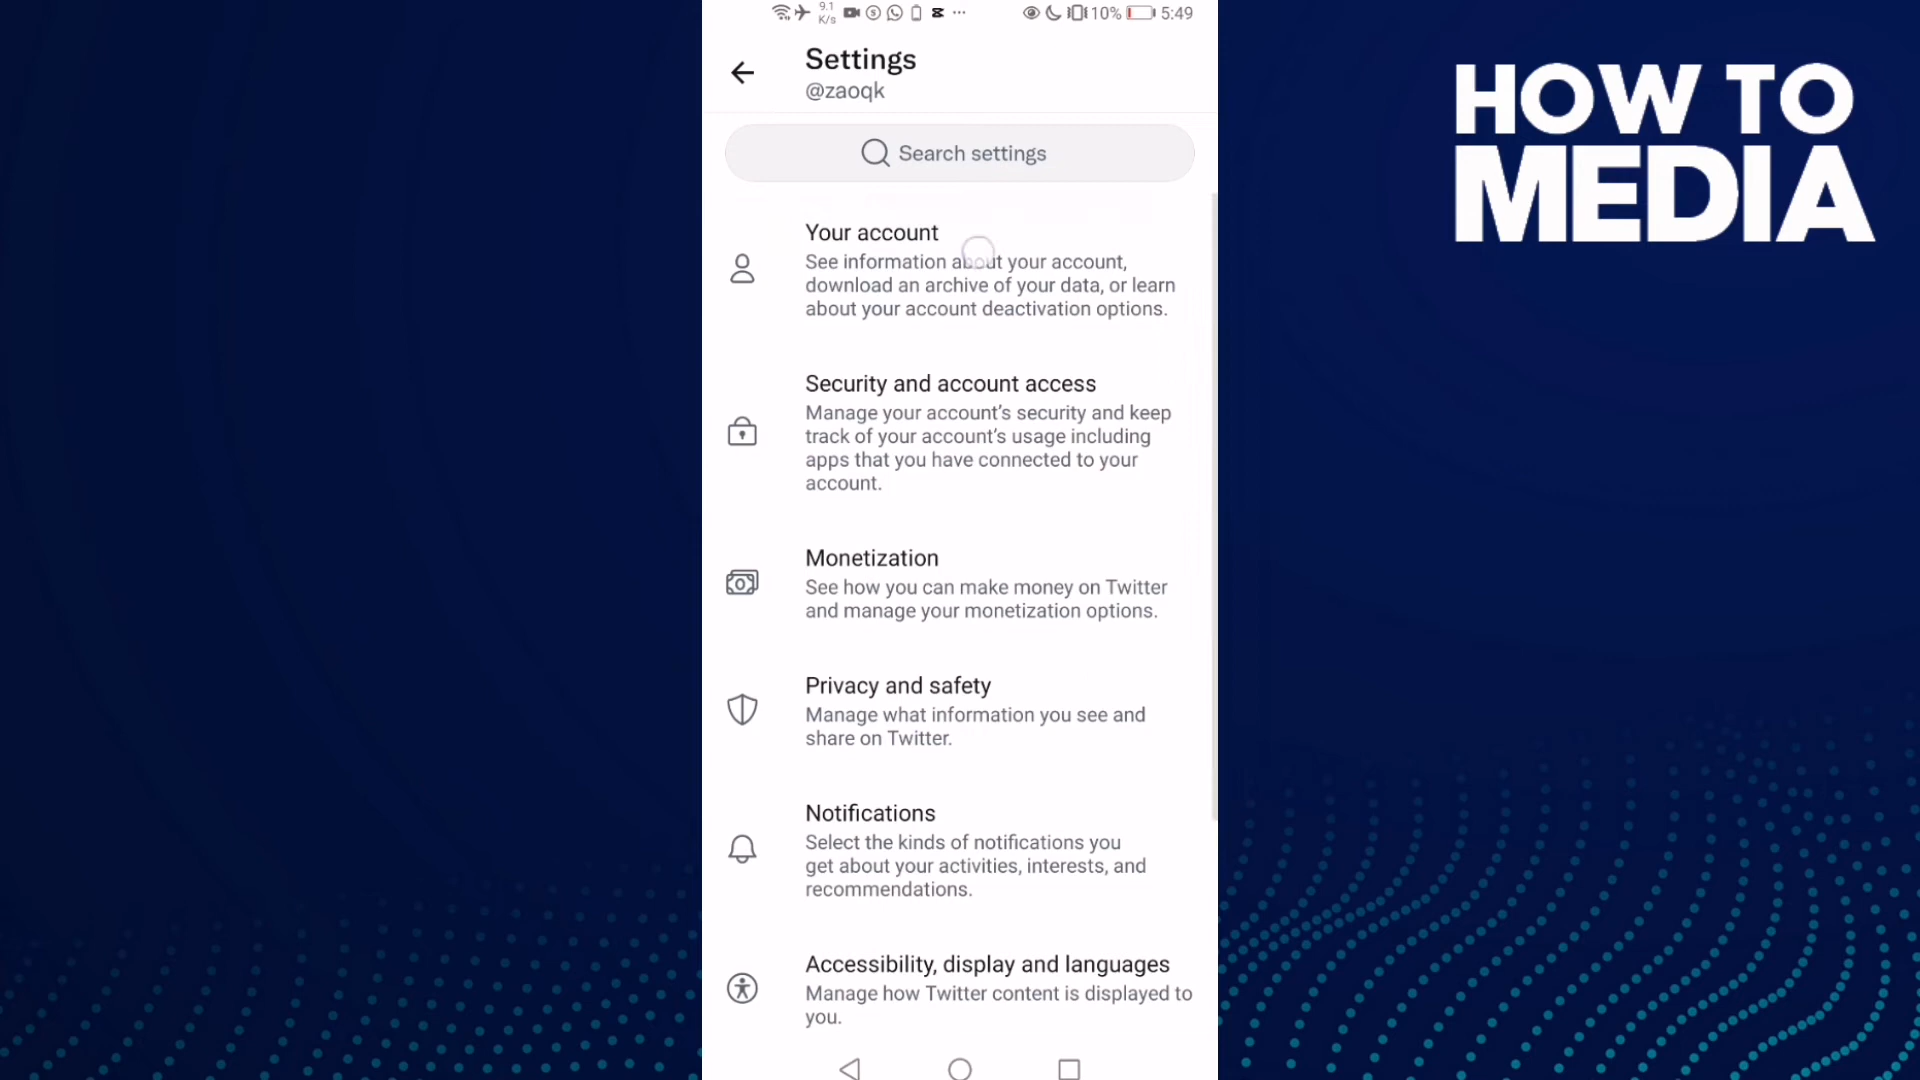 9.1
K/s
10%
5:49
Settings
@zaoqk
Search settings
Your account
See information about your account,
download an archive of your data, or learn
about your account deactivation options.
Security and account access
Manage your account's security and keep
track of your account's usage including
apps that you have connected to your
account.
Monetization
See how you can make money on Twitter
and manage your monetization options.
Privacy and safety
Manage what information you see and
share on Twitter.
Notifications
Select the kinds of notifications you
get about your activities, interests, and
recommendations.
Accessibility, display and languages
Manage how Twitter content is displayed to
you.
HOW TO
MEDIA